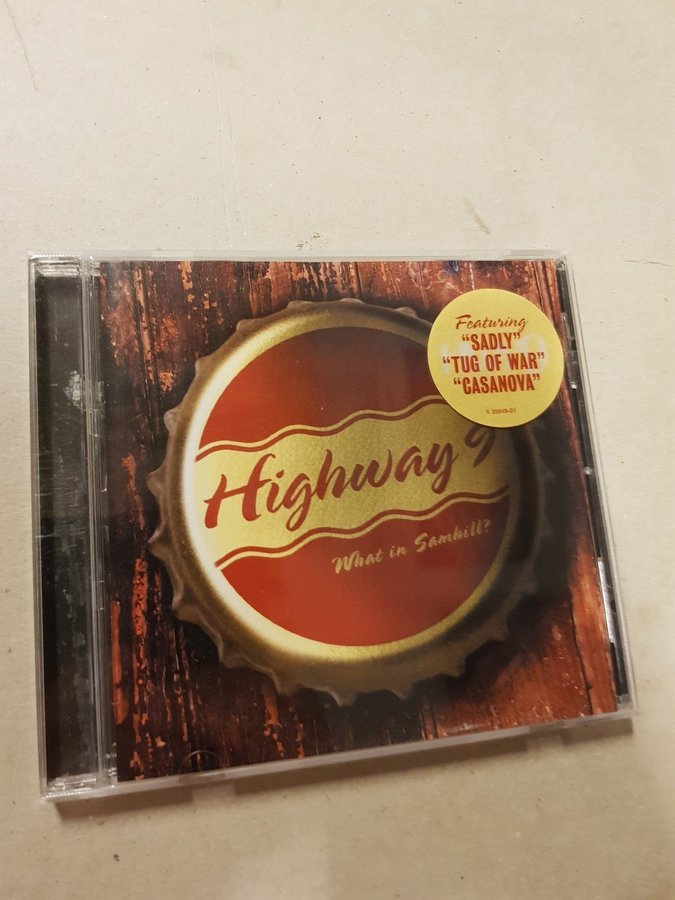 Featuring
"SADLY"
"TUG OF WAR"
"CASANOVA"
Highway 9
What in Samhill?